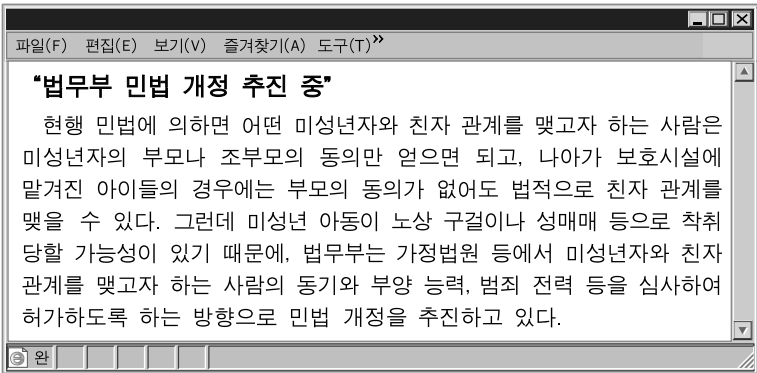 파일(F) 편집(E) 보기(V) 즐겨찾기(A) 도구(T)»
“법무부 민법 개정 추진 중”
현행 민법에 의하면 어떤 미성년자와 친자 관계를 맺고자 하는 사람은
미성년자의 부모나 조부모의 동의만 얻으면 되고, 나아가 보호시설에
맡겨진 아이들의 경우에는 부모의 동의가 없어도 법적으로 친자 관계를
맺을 수 있다. 그런데 미성년 아동이 노상 구걸이나 성매매 등으로 착취
당할 가능성이 있기 때문에, 법무부는 가정법원 등에서 미성년자와 친자
관계를 맺고자 하는 사람의 동기와 부양 능력, 범죄 전력 등을 심사하여
허가하도록 하는 방향으로 민법 개정을 추진하고 있다.
완